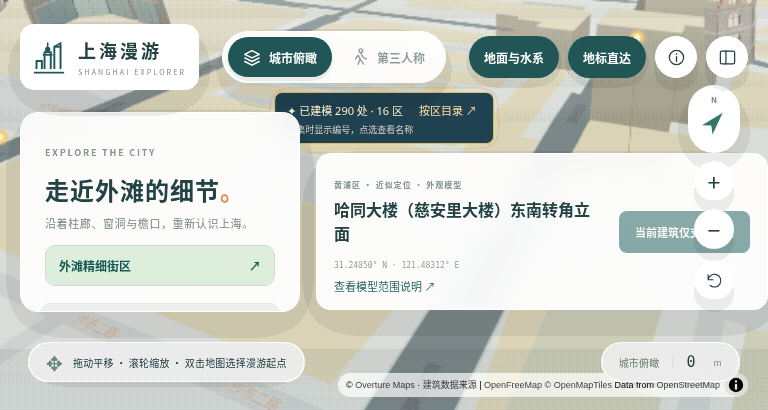 上海漫游
SHANGHAI EXPLORER
城市俯瞰
第三人称
地面与水系
地标直达
✦ 已建模 290 处 · 16 区 按区目录 ↗
集时显示编号，点选查看名称
N
EXPLORE THE CITY
走近外滩的细节。
沿着柱廊、窗洞与檐口，重新认识上海。
外滩精细街区 ↗
黄浦区 · 近似定位 · 外观模型
哈同大楼（慈安里大楼）东南转角立
面
31.24050° N · 121.48312° E
查看模型范围说明 ↗
当前建筑仅
拖动平移 · 滚轮缩放 · 双击地图选择漫游起点
城市俯瞰 0 m
© Overture Maps · 建筑数据来源 | OpenFreeMap © OpenMapTiles Data from OpenStreetMap